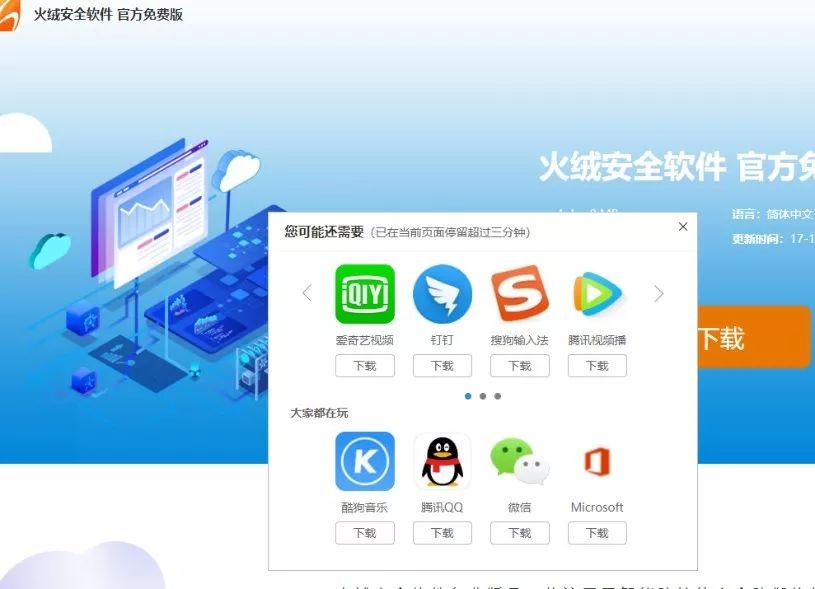 火绒安全软件 官方免费版
火绒安全软件 官方免
语言：简体中文
更新时间：17-1
下载
您可能还需要（已在当前页面停留超过三分钟）
iQIYI
爱奇艺视频 钉钉 搜狗输入法 腾讯视频播
下载 下载 下载 下载
大家都在玩
K
酷狗音乐 腾讯QQ 微信 Microsoft
下载 下载 下载 下载